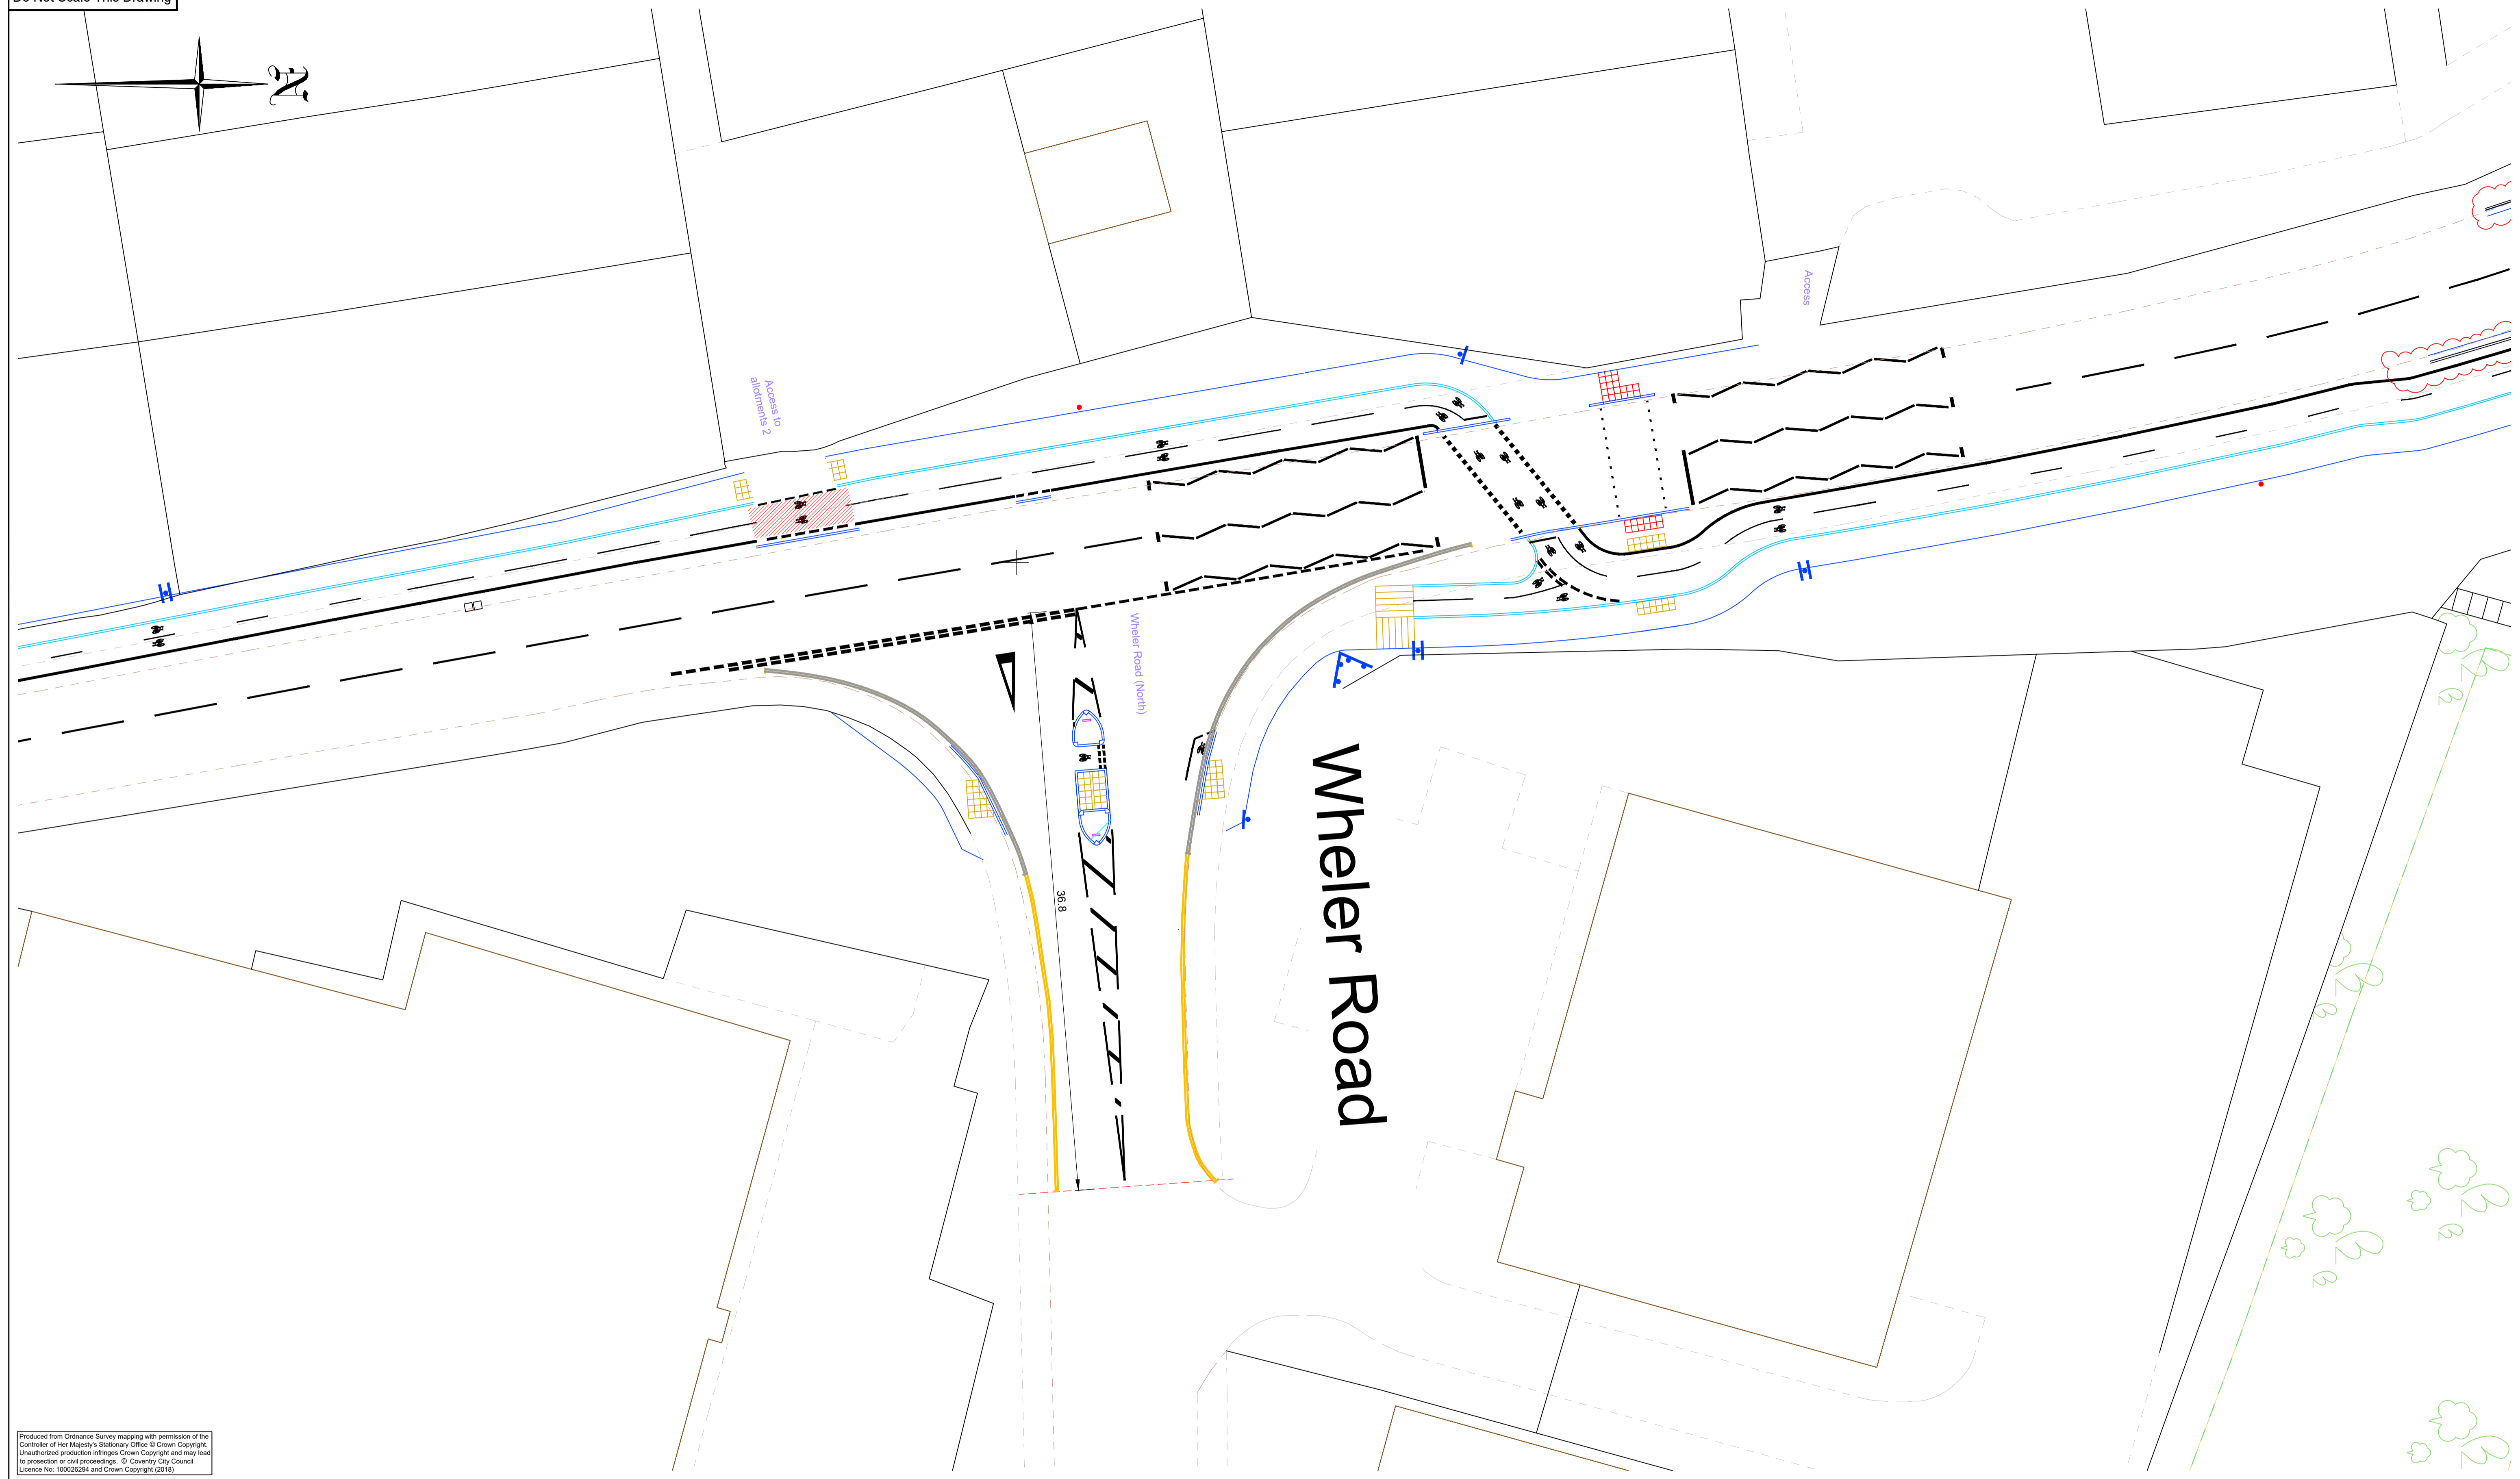 Do Not Scale This Drawing
N
Access
Access to
allotments 2
Wheler Road (North)
Wheler Road
36.8
Produced from Ordnance Survey mapping with permission of the
Controller of Her Majesty's Stationary Office © Crown Copyright.
Unauthorized production infringes Crown Copyright and may lead
to prosection or civil proceedings. © Coventry City Council
Licence No: 100026294 and Crown Copyright (2018)